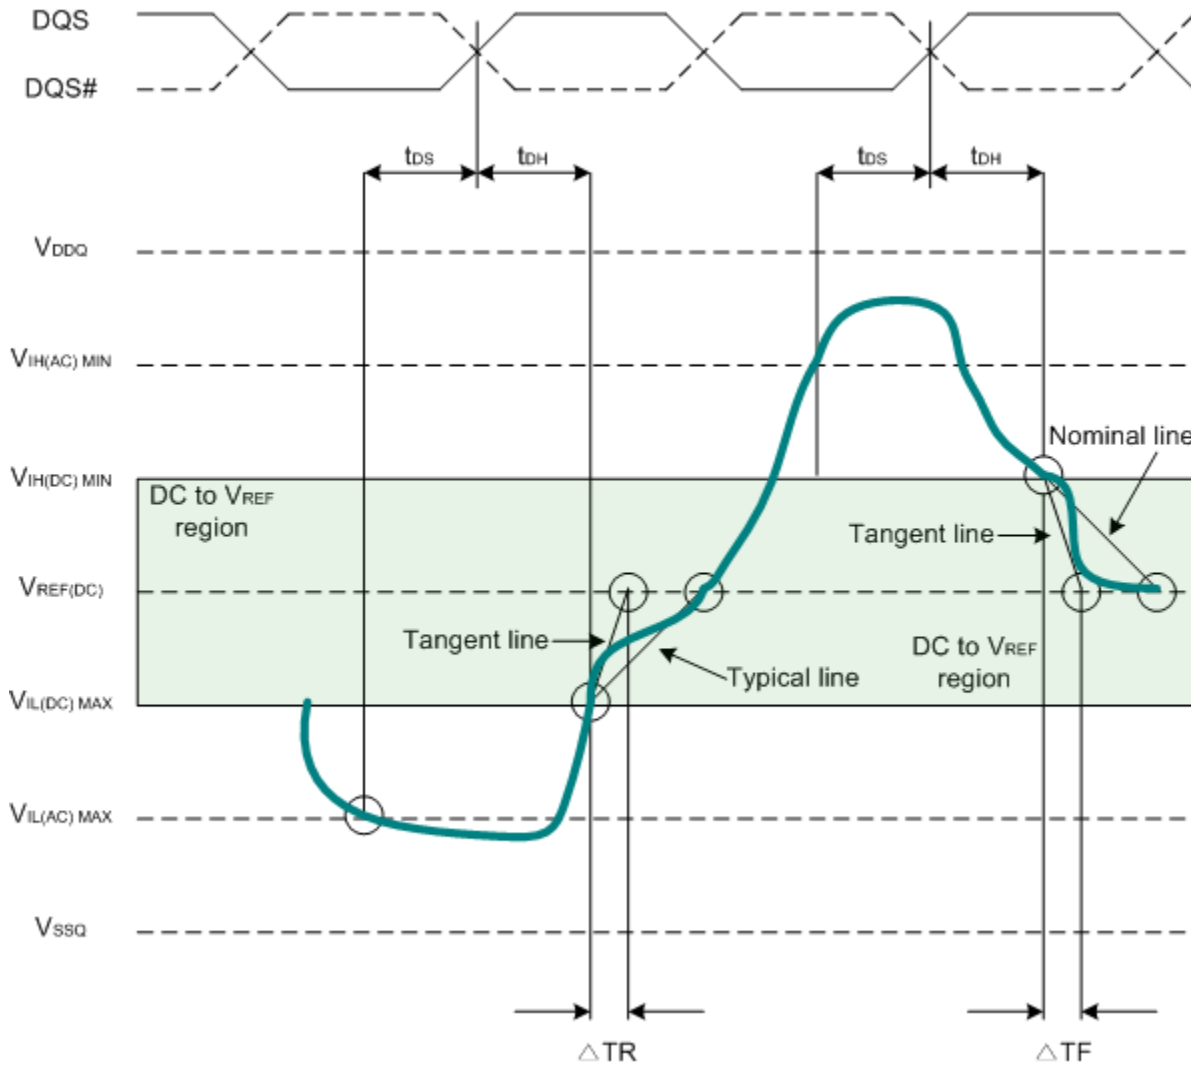 DQS
DQS#
tDS
tDH
tDS
tDH
VDDQ
VIH(AC) MIN
Nominal line
VIH(DC) MIN
DC to VREF
region
Tangent line
VREF(DC)
Tangent line
DC to VREF
region
Typical line
VIL(DC) MAX
VIL(AC) MAX
VSSQ
△TR
△TF